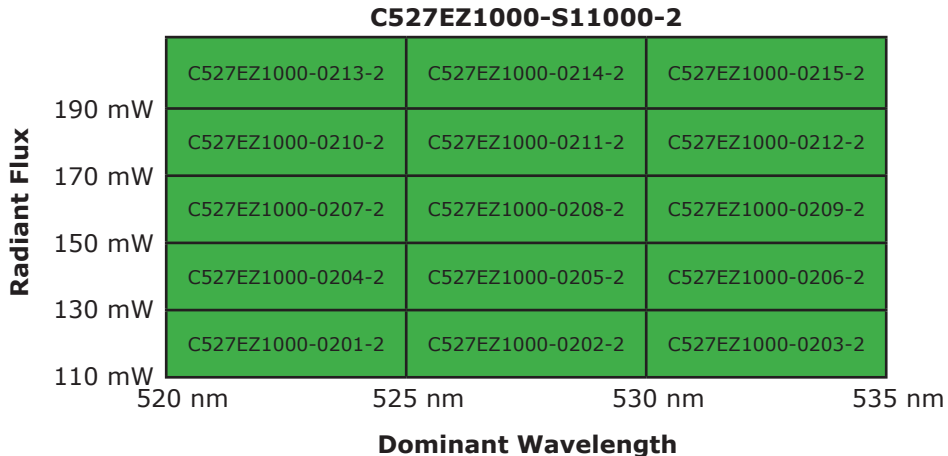 C527EZ1000-S11000-2
C527EZ1000-0213-2 C527EZ1000-0214-2 C527EZ1000-0215-2
190 mW
C527EZ1000-0210-2 C527EZ1000-0211-2 C527EZ1000-0212-2
170 mW
C527EZ1000-0207-2 C527EZ1000-0208-2 C527EZ1000-0209-2
150 mW
C527EZ1000-0204-2 C527EZ1000-0205-2 C527EZ1000-0206-2
130 mW
C527EZ1000-0201-2 C527EZ1000-0202-2 C527EZ1000-0203-2
110 mW
Radiant Flux
520 nm 525 nm 530 nm 535 nm
Dominant Wavelength